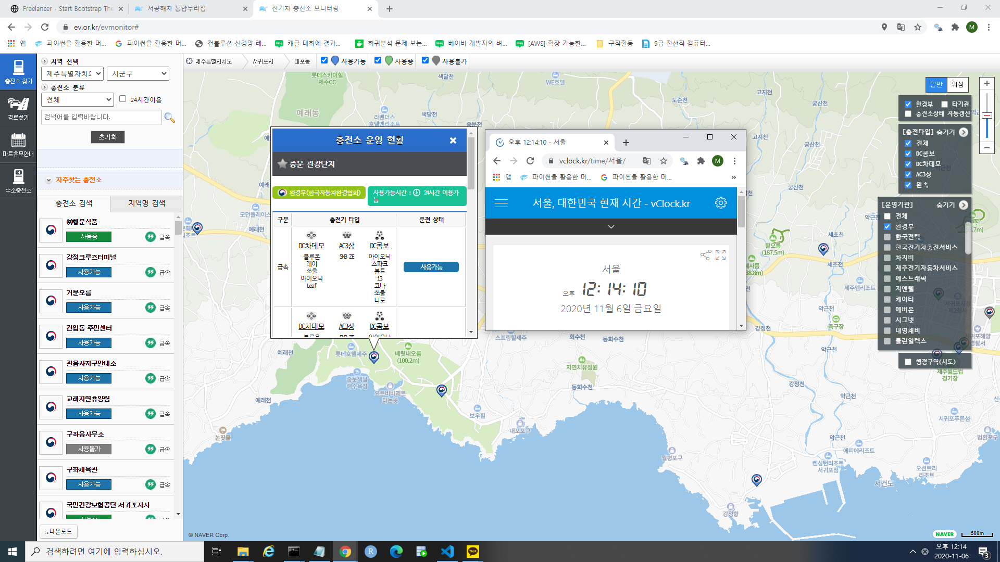 Freelancer - Start Bootstrap The
저공해차 통합누리집
전기차 충전소 모니터링
ev.or.kr/evmonitor#
M
앱
파이썬을 활용한 머...
파이썬을 활용한 머...
컨볼루션 신경망 레...
캐글 대회에 결과...
회귀분석 문제 보는...
베이비 개발자의 벼...
[AWS] 확장 가능한...
구직활동
9급 전산직 컴퓨터...
충전소 찾기
경로찾기
마트휴무안내
수소충전소
지역 선택
제주특별자치도
시군구
충전소 분류
전체
24시간이용
검색어를 입력바랍니다.
초기화
자주찾는 충전소
충전소 검색
지역명 검색
㈜행운식품
사용중
급속
강정크루즈터미널
사용가능
급속
거문오름
사용가능
급속
건입동 주민센터
사용가능
급속
관음사지구안내소
사용가능
급속
교래자연휴양림
사용가능
급속
구좌읍사무소
사용불가
급속
구좌체육관
사용가능
급속
국민건강보험공단 서귀포지사
다운로드
제주특별자치도
서귀포시
대포동
사용가능
사용중
사용불가
롯데스카이힐
제주CC
색달천
WE호텔
고지천
예래동
라벤더스
호텔앤리조트
색달천
중문천
도순천
궁산천
충전소 운영 현황
중문 관광단지
환경부(한국자동차환경협회)
사용가능시간 : 24시간 이용가
능
구분
충전기 타입
운전 상태
급속
DC차데모
블루온
레이
쏘울
아이오닉
Leaf
AC3상
SM3 ZE
DC콤보
아이오닉
스파크
볼트
i3
코나
쏘울
니로
사용가능
DC차데모
AC3상
DC콤보
오후 12:14:10 - 서울
vclock.kr/time/서울/
M
앱
파이썬을 활용한 머...
파이썬을 활용한 머...
»
서울, 대한민국 현재 시간 - vClock.kr
서울
오후 12:14:10
2020년 11월 6일 금요일
일반
위성
환경부
타기관
충전소상태 자동갱신
[충전타입] 숨기기
전체
DC콤보
DC차데모
AC3상
완속
[운영기관]
숨기기
전체
환경부
한국전력
한국전기차충전서비스
차지비
제주전기자동차서비스
에스트래픽
지엔텔
케이티
에버온
시그넷
대영채비
클린일렉스
행정구역(시도)
고지천
궁산천
궁산천
궁산천
활오름
(187.5m)
세초천
세초천
악근천
제주엠리조트
악근천
축구장
악근천
강정천
모던플레이스
예래천
예래천
롯데호텔제주
베릿내오름
(100.2m)
중문색달
해수욕장
요트비바제트
타는곳
예래천
논짓물
보우힐
대포포구
스프링힐제주
회수천
동회수천
자연치유정원
동회수천
월평포구
강정천
악근천
에띠에리조트
켄싱턴리조트
서귀포점
오션트리
리조트
서귀포푸른섬
법환포구
서건도
강정항
제주월드컵
경기장
© NAVER Corp.
NAVER
500m
검색하려면 여기에 입력하십시오.
R
TALK
오후 12:14
2020-11-06
3